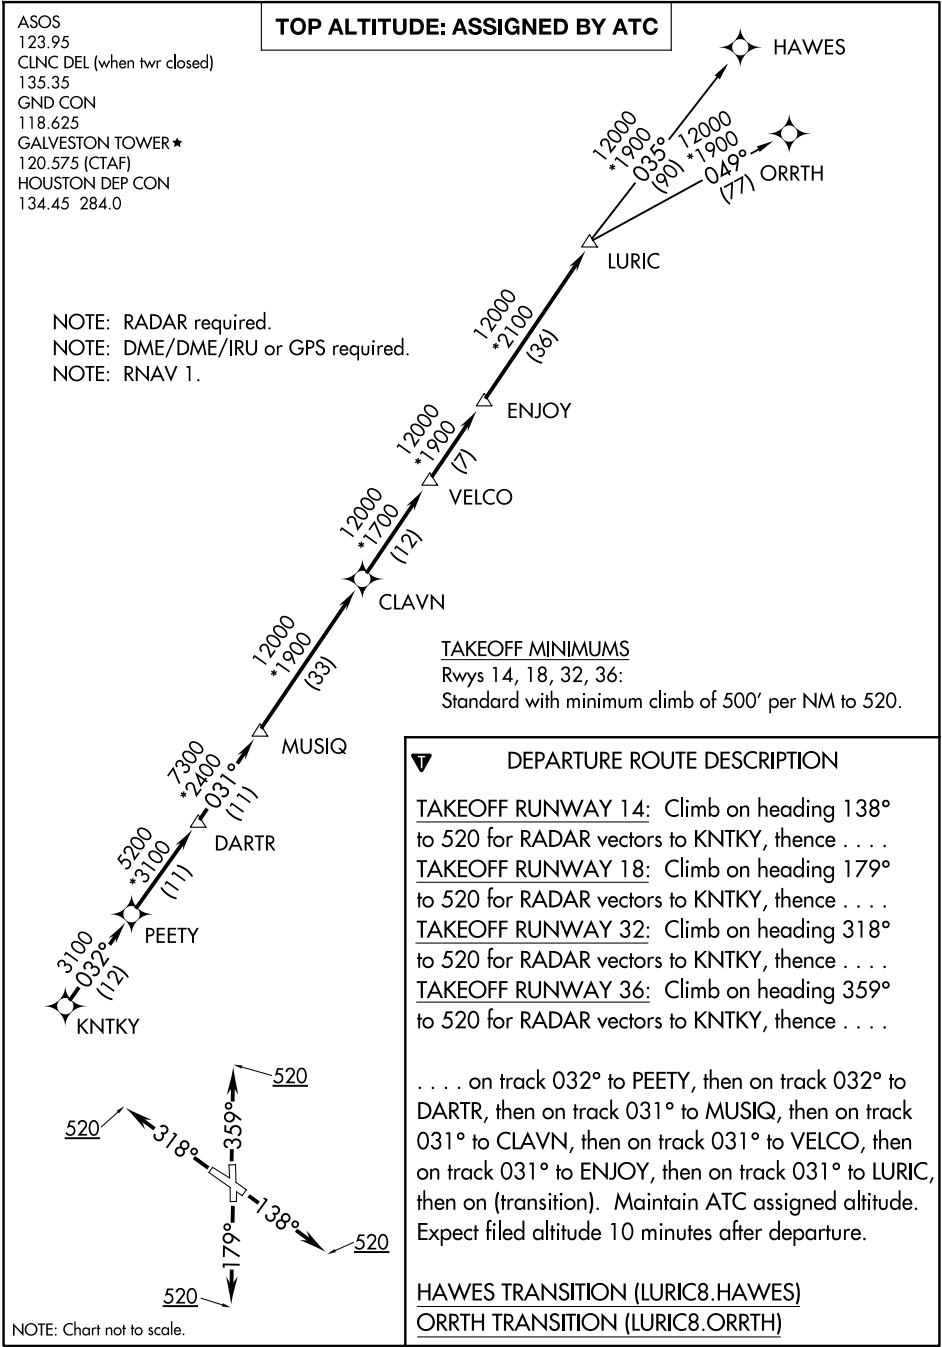 TOP ALTITUDE: ASSIGNED BY ATC
ASOS
123.95
CLNC DEL (when twr closed)
135.35
GND CON
118.625
GALVESTON TOWER★
120.575 (CTAF)
HOUSTON DEP CON
134.45 284.0
HAWES
12000
*1900
035°
(90)
12000
*1900
049°
(77)
ORRTH
LURIC
NOTE: RADAR required.
NOTE: DME/DME/IRU or GPS required.
NOTE: RNAV 1.
12000
*2100
(36)
ENJOY
12000
*1900
(7)
VELCO
12000
*1700
(12)
CLAVN
12000
*1900
(33)
MUSIQ
7300
*2400
031°
(11)
DARTR
5200
*3100
(11)
PEETY
3100
032°
(12)
KNTKY
TAKEOFF MINIMUMS
Rwys 14, 18, 32, 36:
Standard with minimum climb of 500' per NM to 520.
T
DEPARTURE ROUTE DESCRIPTION
TAKEOFF RUNWAY 14: Climb on heading 138°
to 520 for RADAR vectors to KNTKY, thence . . . .
TAKEOFF RUNWAY 18: Climb on heading 179°
to 520 for RADAR vectors to KNTKY, thence . . . .
TAKEOFF RUNWAY 32: Climb on heading 318°
to 520 for RADAR vectors to KNTKY, thence . . . .
TAKEOFF RUNWAY 36: Climb on heading 359°
to 520 for RADAR vectors to KNTKY, thence . . . .
. . . . on track 032° to PEETY, then on track 032° to
DARTR, then on track 031° to MUSIQ, then on track
031° to CLAVN, then on track 031° to VELCO, then
on track 031° to ENJOY, then on track 031° to LURIC,
then on (transition). Maintain ATC assigned altitude.
Expect filed altitude 10 minutes after departure.
HAWES TRANSITION (LURIC8.HAWES)
ORRTH TRANSITION (LURIC8.ORRTH)
520
359°
520
318°
138°
520
179°
520
NOTE: Chart not to scale.